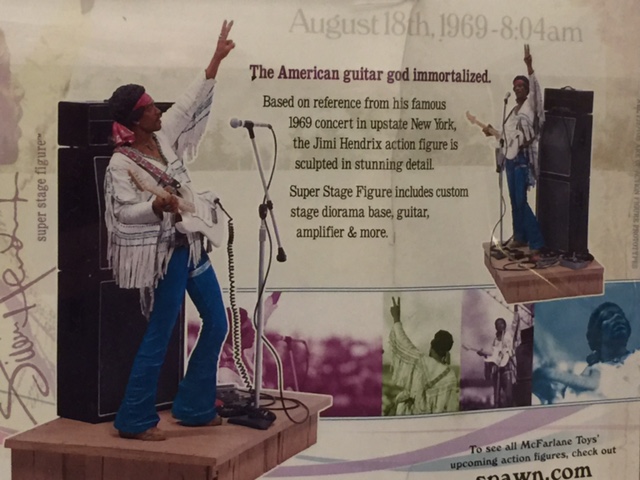 August 18th, 1969 - 8:04am
The American guitar god immortalized.
Based on reference from his famous
1969 concert in upstate New York,
the Jimi Hendrix action figure is
sculpted in stunning detail.
Super Stage Figure includes custom
stage diorama base, guitar,
amplifier & more.
super stage figure™
Jimi Hendrix
To see all McFarlane Toys'
upcoming action figures, check out
spawn.com